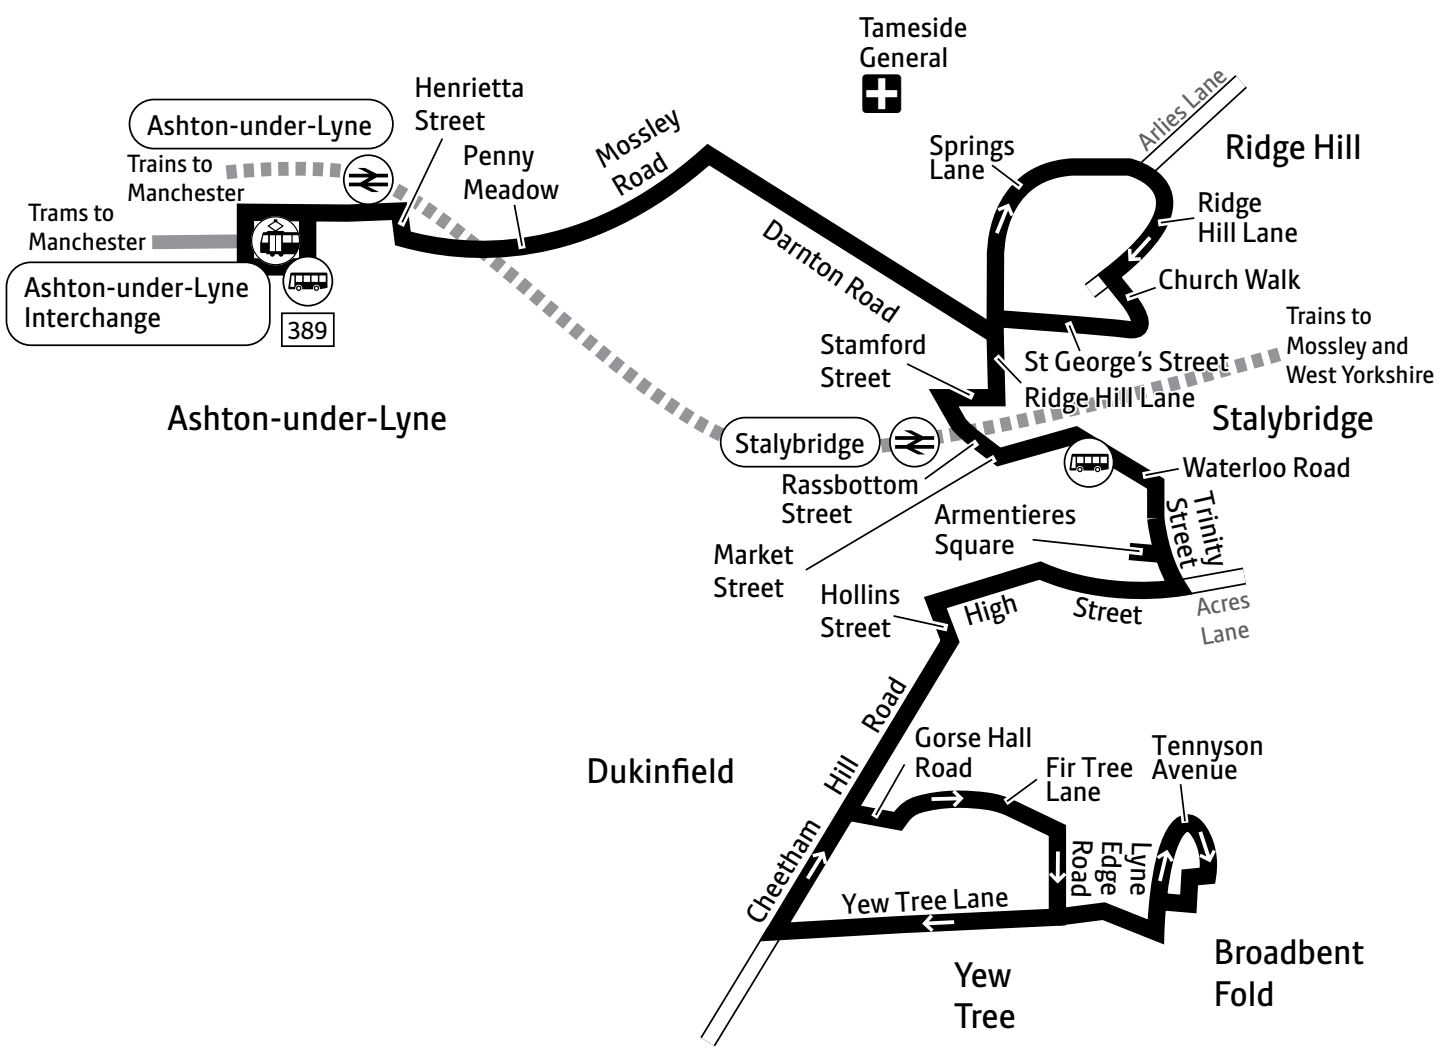 Tameside
General
Henrietta
Street
Ashton-under-Lyne
Trains to
Manchester
Trams to
Manchester
Ashton-under-Lyne
Interchange
389
Penny
Meadow
Mossley
Road
Ashton-under-Lyne
Darnton Road
Springs
Lane
Arlies Lane
Ridge Hill
Ridge
Hill Lane
Church Walk
St George's Street
Ridge Hill Lane
Trains to
Mossley and
West Yorkshire
Stamford
Street
Stalybridge
Stalybridge
Rassbottom
Street
Waterloo Road
Trinity
Street
Armentieres
Square
Market
Street
Hollins
Street
High Street
Acres
Lane
Dukinfield
Cheetham Hill Road
Gorse Hall
Road
Fir Tree
Lane
Tennyson
Avenue
Lyne
Edge
Road
Yew Tree Lane
Yew
Tree
Broadbent
Fold